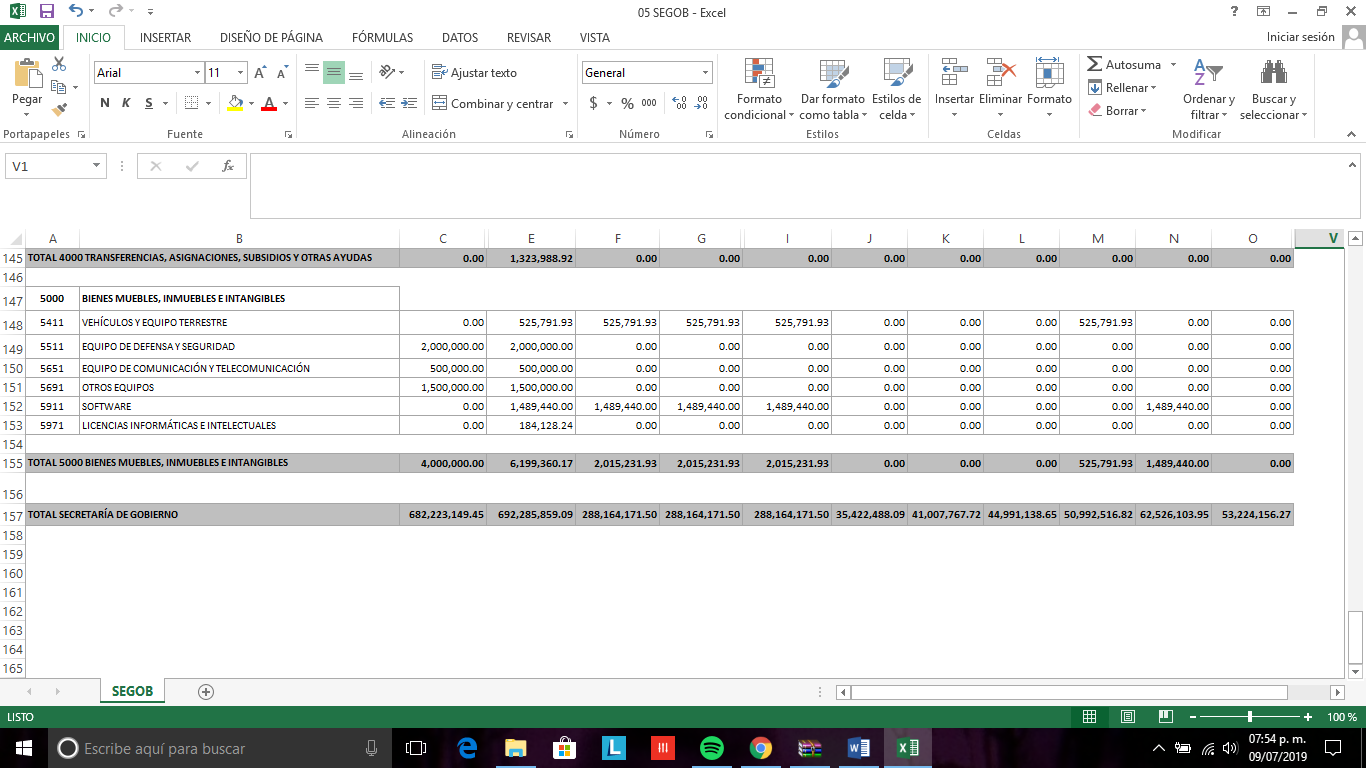 05 SEGOB - Excel
?
ARCHIVO INICIO INSERTAR DISEÑO DE PÁGINA FÓRMULAS DATOS REVISAR VISTA Iniciar sesión
Pegar
Arial 11 A A
N K S A
Ajustar texto
Combinar y centrar
General
$ % 000
Formato condicional
Dar formato como tabla
Estilos de celda
Insertar Eliminar Formato
Autosuma
Rellenar
Borrar
Ordenar y filtrar
Buscar y seleccionar
Portapapeles Fuente Alineación Número Estilos Celdas Modificar
V1 fx
A B C E F G I J K L M N O V
145 TOTAL 4000 TRANSFERENCIAS, ASIGNACIONES, SUBSIDIOS Y OTRAS AYUDAS 0.00 1,323,988.92 0.00 0.00 0.00 0.00 0.00 0.00 0.00 0.00 0.00
146
147 5000 BIENES MUEBLES, INMUEBLES E INTANGIBLES
148 5411 VEHÍCULOS Y EQUIPO TERRESTRE 0.00 525,791.93 525,791.93 525,791.93 525,791.93 0.00 0.00 0.00 525,791.93 0.00 0.00
149 5511 EQUIPO DE DEFENSA Y SEGURIDAD 2,000,000.00 2,000,000.00 0.00 0.00 0.00 0.00 0.00 0.00 0.00 0.00 0.00
150 5651 EQUIPO DE COMUNICACIÓN Y TELECOMUNICACIÓN 500,000.00 500,000.00 0.00 0.00 0.00 0.00 0.00 0.00 0.00 0.00 0.00
151 5691 OTROS EQUIPOS 1,500,000.00 1,500,000.00 0.00 0.00 0.00 0.00 0.00 0.00 0.00 0.00 0.00
152 5911 SOFTWARE 0.00 1,489,440.00 1,489,440.00 1,489,440.00 1,489,440.00 0.00 0.00 0.00 0.00 1,489,440.00 0.00
153 5971 LICENCIAS INFORMÁTICAS E INTELECTUALES 0.00 184,128.24 0.00 0.00 0.00 0.00 0.00 0.00 0.00 0.00 0.00
154
155 TOTAL 5000 BIENES MUEBLES, INMUEBLES E INTANGIBLES 4,000,000.00 6,199,360.17 2,015,231.93 2,015,231.93 2,015,231.93 0.00 0.00 0.00 525,791.93 1,489,440.00 0.00
156
157 TOTAL SECRETARÍA DE GOBIERNO 682,223,149.45 692,285,859.09 288,164,171.50 288,164,171.50 288,164,171.50 35,422,488.09 41,007,767.72 44,991,138.65 50,992,516.82 62,526,103.95 53,224,156.27
158
159
160
161
162
163
164
165
SEGOB
LISTO 100 %
Escribe aquí para buscar
07:54 p. m.
09/07/2019